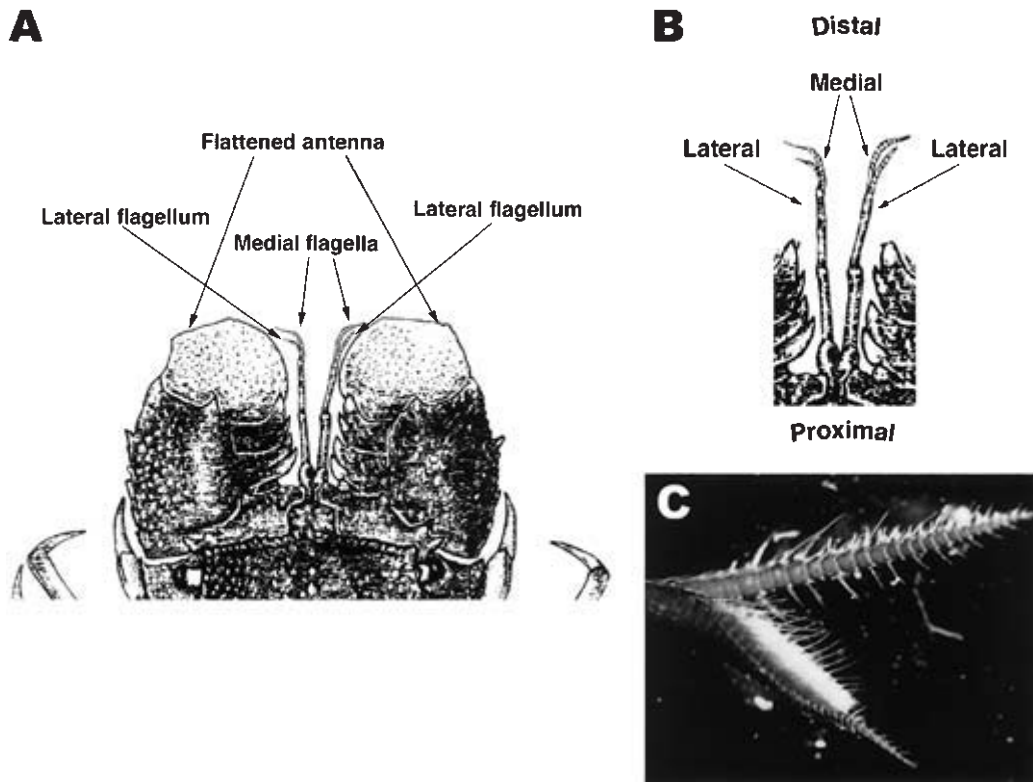 A
Flattened antenna
Lateral flagellum
Lateral flagellum
Medial flagella
B
Distal
Medial
Lateral
Lateral
Proximal
C